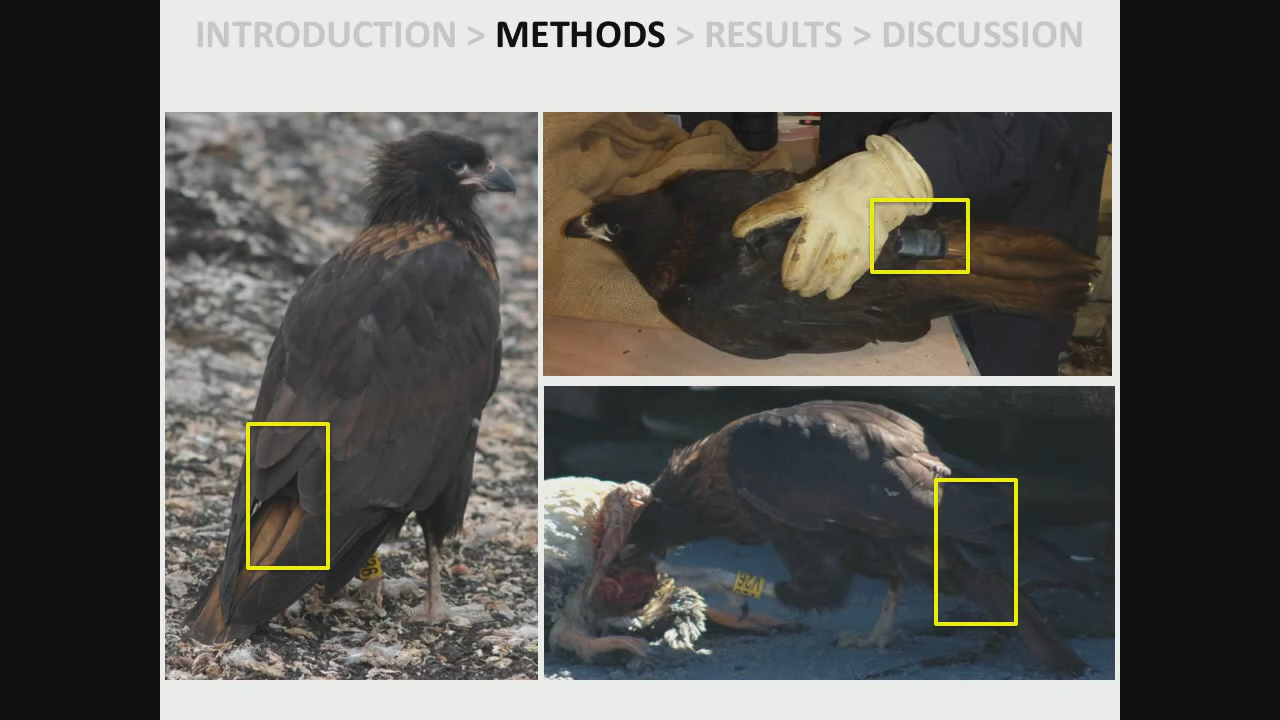 INTRODUCTION > METHODS > RESULTS > DISCUSSION